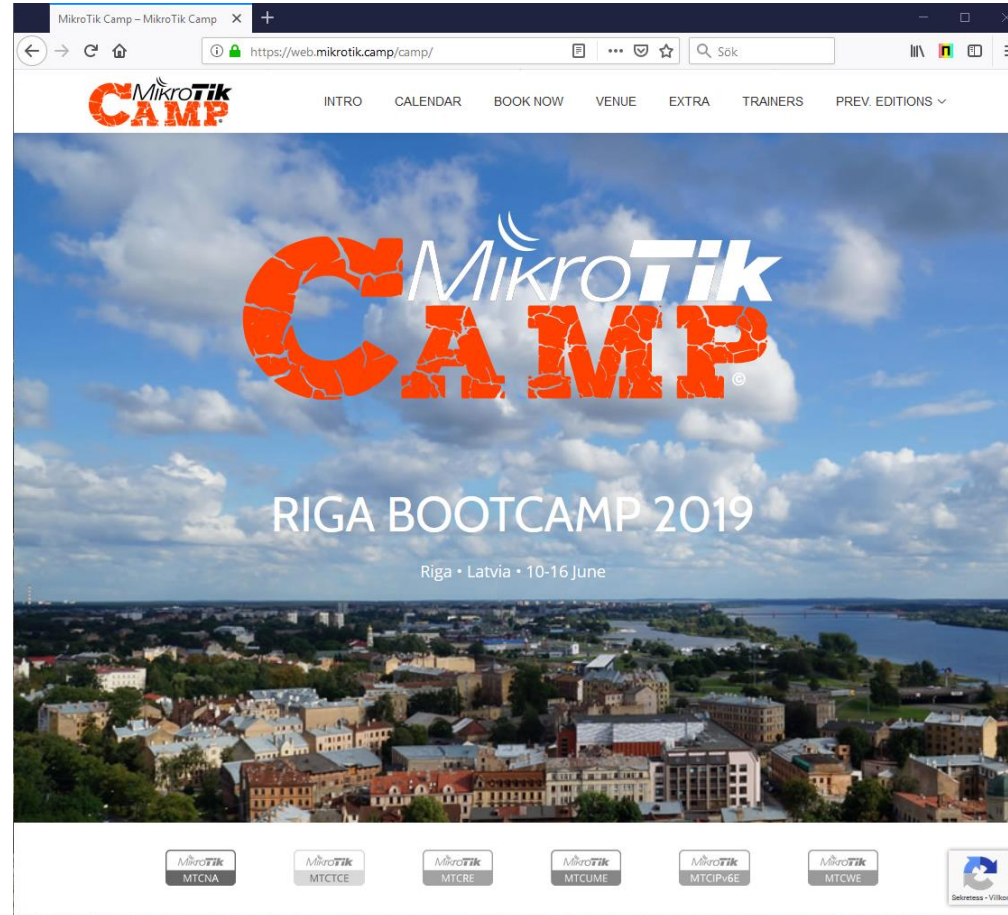 MikroTik Camp – MikroTik Camp
https://web.mikrotik.camp/camp/
Sök
MikroTik
CAMP
INTRO CALENDAR BOOK NOW VENUE EXTRA TRAINERS PREV. EDITIONS
MikroTik
CAMP ©
RIGA BOOTCAMP 2019
Riga • Latvia • 10-16 June
MikroTik MikroTik MikroTik MikroTik MikroTik MikroTik
MTCNA MTCTCE MTCRE MTCUME MTCIPv6E MTCWE
Sekretess -